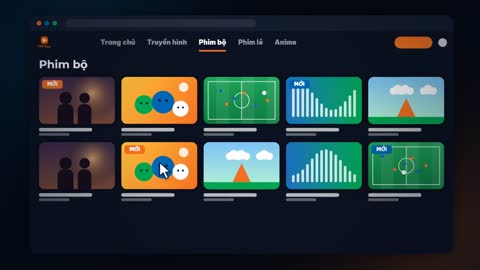 Trang chủ Truyền hình Phim bộ Phim lẻ Anime
Phim bộ
MỚI MỚI
MỚI MỚI